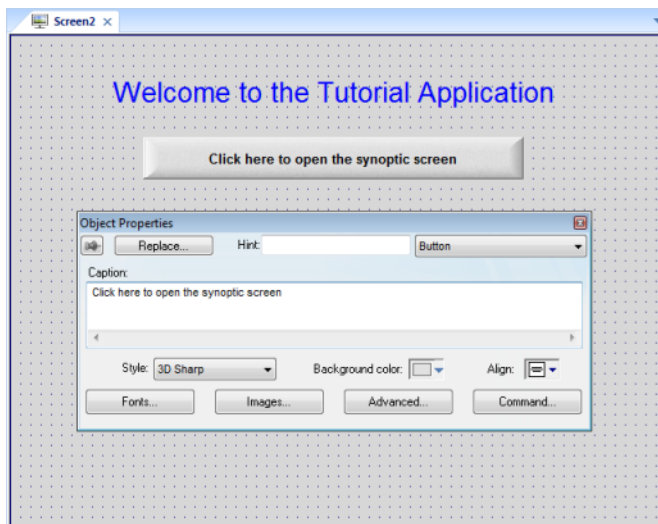 Screen2
Welcome to the Tutorial Application
Click here to open the synoptic screen
Object Properties
Replace... Hint: Button
Caption:
Click here to open the synoptic screen
Style: 3D Sharp Background color: Align:
Fonts... Images... Advanced... Command...